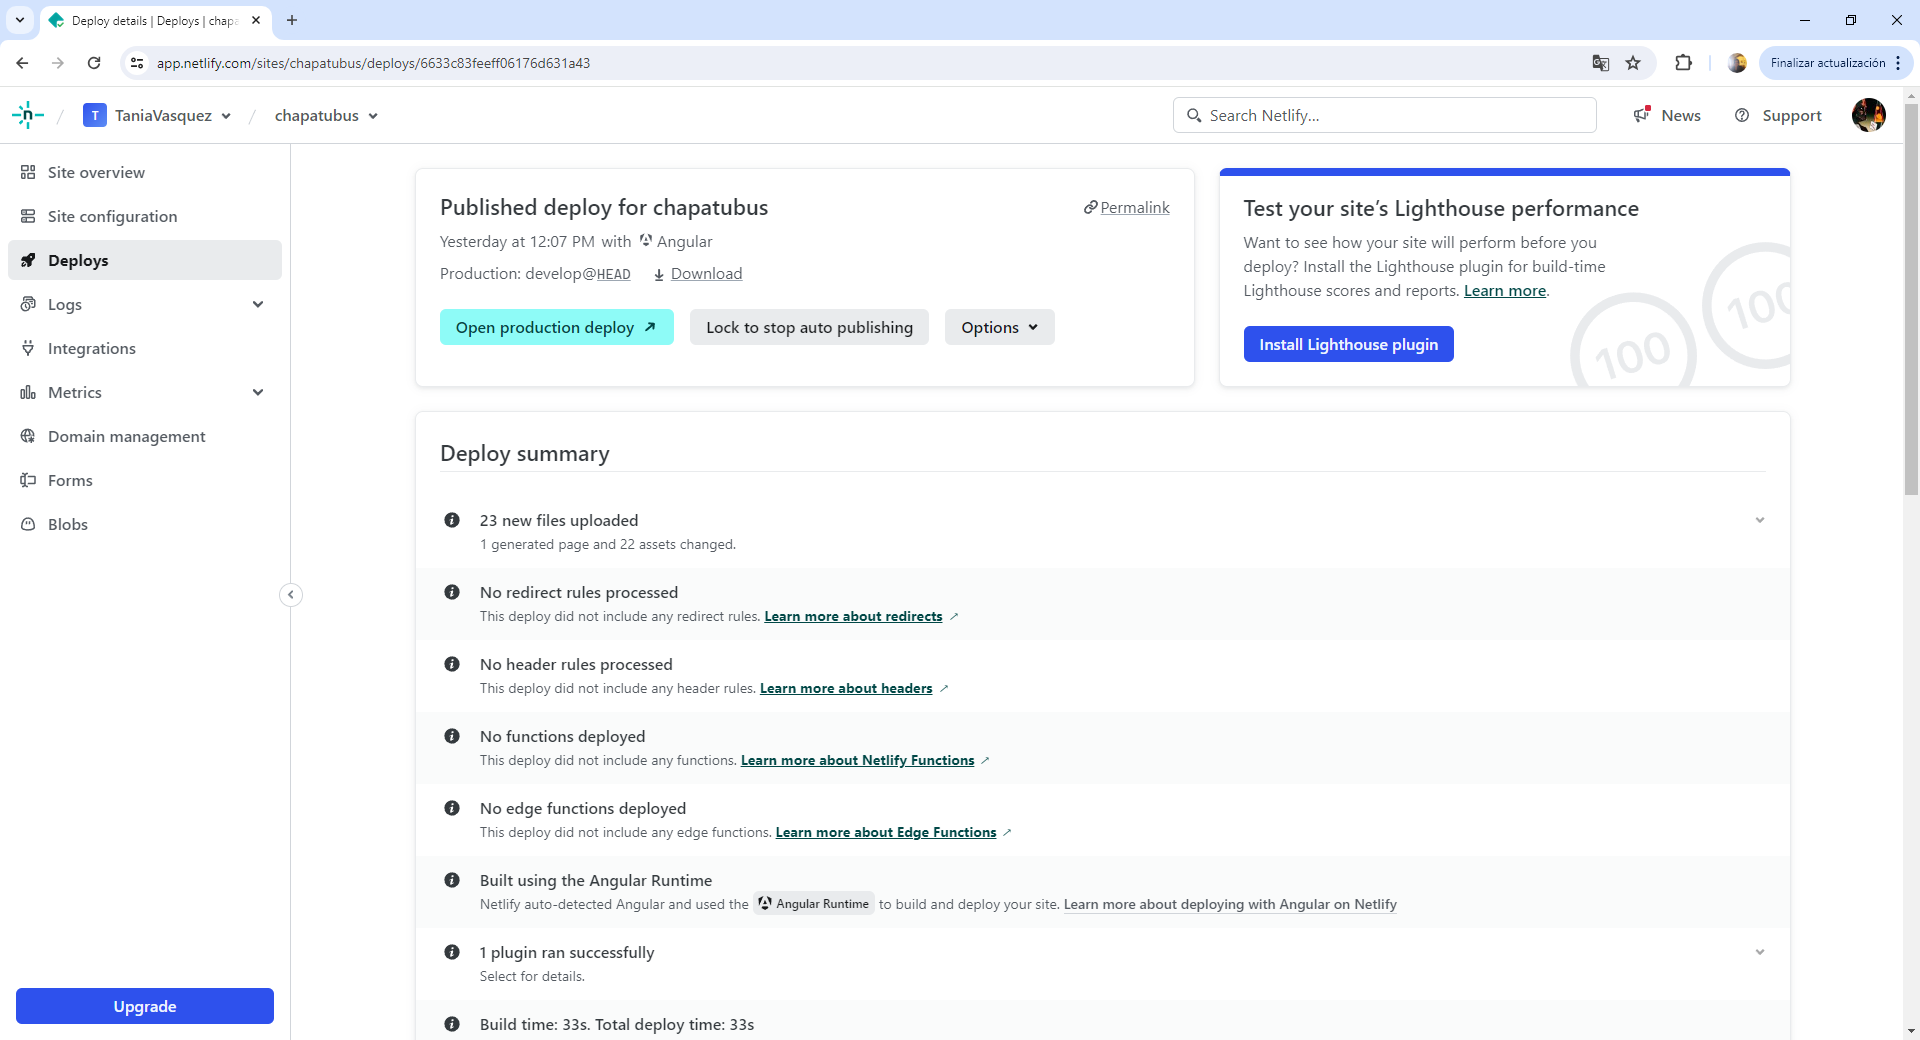 Deploy details | Deploys | chapa
app.netlify.com/sites/chapatubus/deploys/6633c83feeff06176d631a43
Finalizar actualización
T TaniaVasquez
chapatubus
Search Netlify...
News
Support
Site overview
Site configuration
Deploys
Logs
Integrations
Metrics
Domain management
Forms
Blobs
Upgrade
Published deploy for chapatubus
Permalink
Yesterday at 12:07 PM with Angular
Production: develop@HEAD Download
Open production deploy
Lock to stop auto publishing
Options
Test your site's Lighthouse performance
Want to see how your site will perform before you
deploy? Install the Lighthouse plugin for build-time
Lighthouse scores and reports. Learn more.
Install Lighthouse plugin
100
100
Deploy summary
23 new files uploaded
1 generated page and 22 assets changed.
No redirect rules processed
This deploy did not include any redirect rules. Learn more about redirects
No header rules processed
This deploy did not include any header rules. Learn more about headers
No functions deployed
This deploy did not include any functions. Learn more about Netlify Functions
No edge functions deployed
This deploy did not include any edge functions. Learn more about Edge Functions
Built using the Angular Runtime
Netlify auto-detected Angular and used the Angular Runtime to build and deploy your site. Learn more about deploying with Angular on Netlify
1 plugin ran successfully
Select for details.
Build time: 33s. Total deploy time: 33s